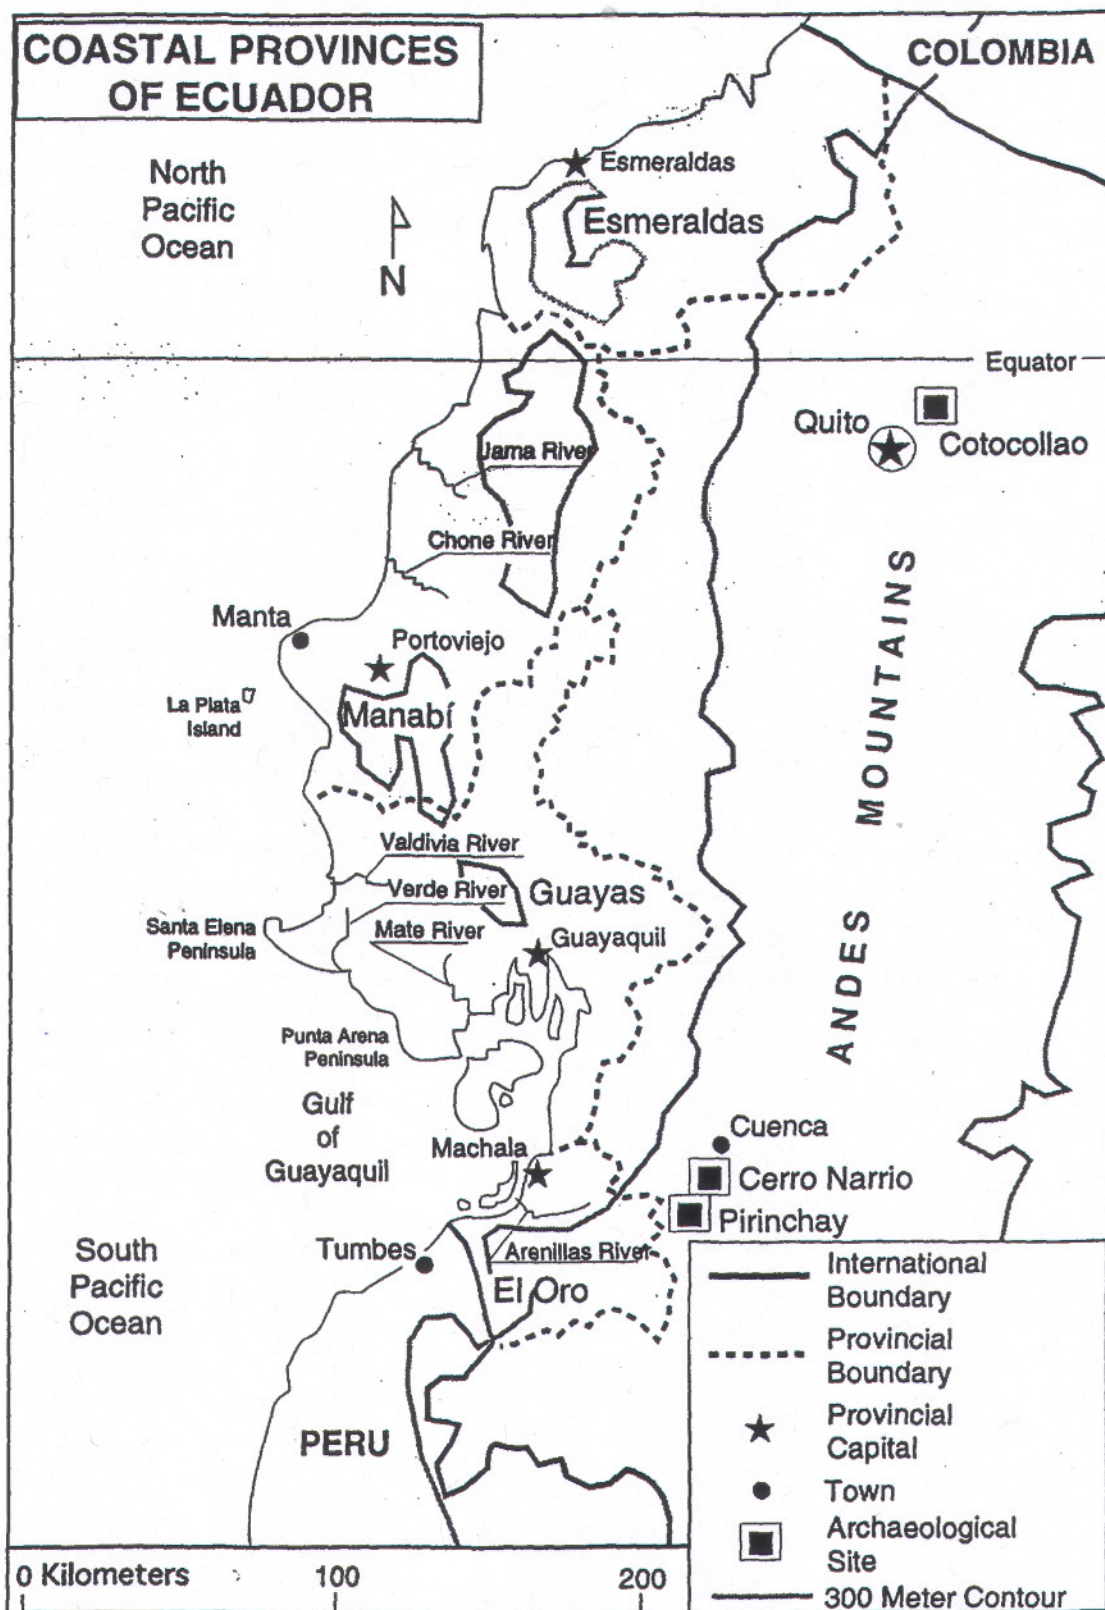 COASTAL PROVINCES
OF ECUADOR
COLOMBIA
North
Pacific
Ocean
N
Esmeraldas
Esmeraldas
Equator
Quito
Cotocollao
Jama River
Chone River
Manta
Portoviejo
La Plata
Island
Manabí
ANDES MOUNTAINS
Valdivia River
Verde River
Guayas
Santa Elena
Peninsula
Mate River
Guayaquil
Punta Arena
Peninsula
Gulf
of
Guayaquil
Machala
Cuenca
Cerro Narrio
Pirinchay
South
Pacific
Ocean
Tumbes
Arenillas River
El Oro
PERU
International
Boundary
Provincial
Boundary
Provincial
Capital
Town
Archaeological
Site
300 Meter Contour
0 Kilometers 100 200